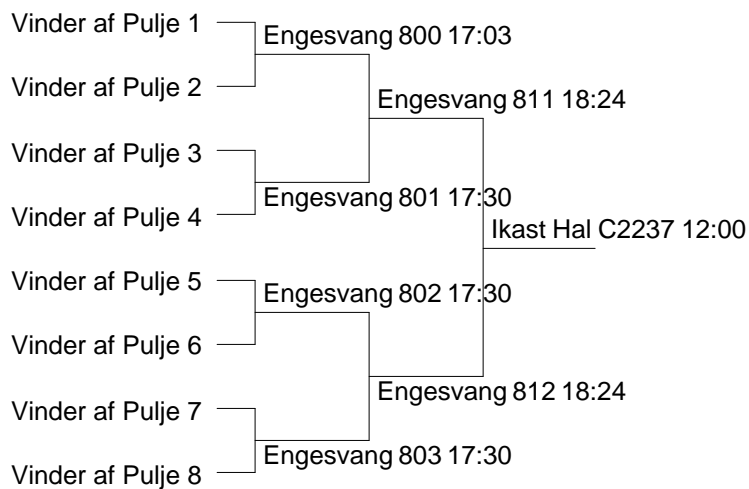 Vinder af Pulje 1
Engesvang 800 17:03
Vinder af Pulje 2
Engesvang 811 18:24
Vinder af Pulje 3
Engesvang 801 17:30
Vinder af Pulje 4
Ikast Hal C2237 12:00
Vinder af Pulje 5
Engesvang 802 17:30
Vinder af Pulje 6
Engesvang 812 18:24
Vinder af Pulje 7
Engesvang 803 17:30
Vinder af Pulje 8